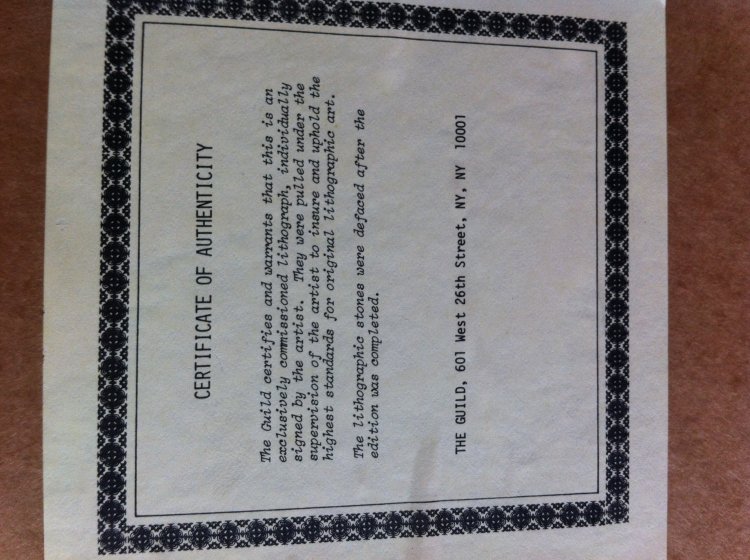 CERTIFICATE OF AUTHENTICITY
The Guild certifies and warrants that this is an
exclusively commissioned lithograph, individually
signed by the artist. They were pulled under the
supervision of the artist to insure and uphold the
highest standards for original lithographic art.
The lithographic stones were defaced after the
edition was completed.
THE GUILD, 601 West 26th Street, NY, NY 10001